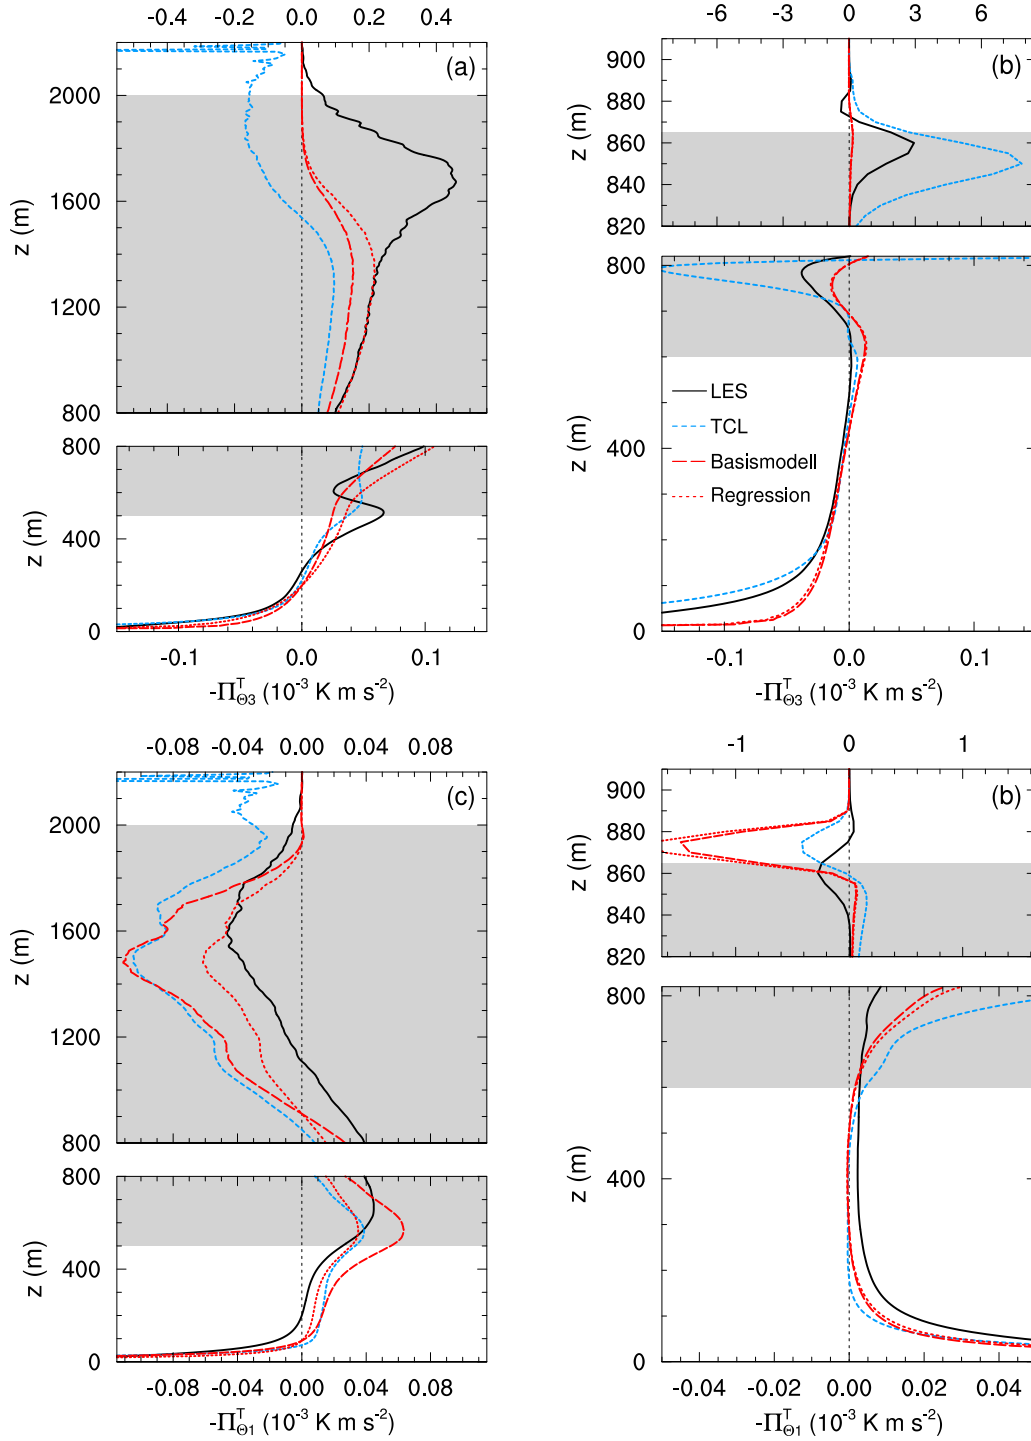 -0.4 -0.2 0.0 0.2 0.4
(a)
2000
1600
1200
800
z (m)
800
400
0
z (m)
-0.1 0.0 0.1
-Π^T_Θ3 (10^-3 K m s^-2)
-6 -3 0 3 6
(b)
900
880
860
840
820
z (m)
800
400
0
z (m)
LES
TCL
Basismodell
Regression
-0.1 0.0 0.1
-Π^T_Θ3 (10^-3 K m s^-2)
-0.08 -0.04 0.00 0.04 0.08
(c)
2000
1600
1200
800
z (m)
800
400
0
z (m)
-0.08 -0.04 0.00 0.04 0.08
-Π^T_Θ1 (10^-3 K m s^-2)
-1 0 1
(b)
900
880
860
840
820
z (m)
800
400
0
z (m)
-0.04 -0.02 0.00 0.02 0.04
-Π^T_Θ1 (10^-3 K m s^-2)